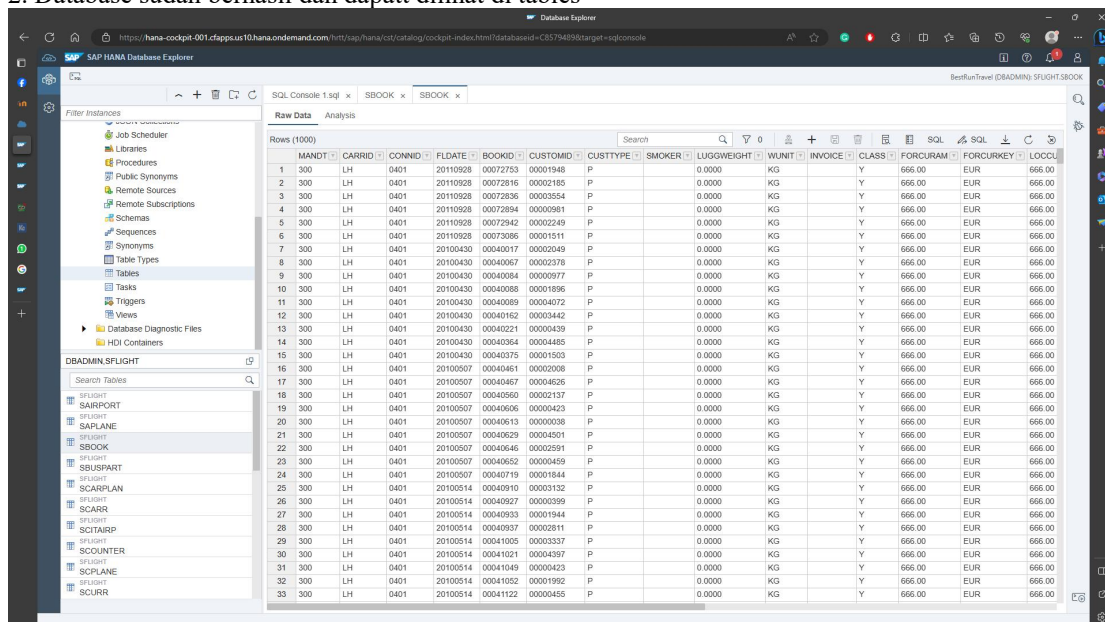 2. Database sudah berhasil dan dapatt dilihat di tables
Database Explorer
https://hana-cockpit-001.cfapps.us10.hana.ondemand.com/hrtt/sap/hana/cst/catalog/cockpit-index.html?databaseid=C8579489&target=sqlconsole
SAP SAP HANA Database Explorer
BestRunTravel (DBADMIN): SFLIGHT.SBOOK
SQL Console 1.sql × SBOOK × SBOOK ×
Filter Instances
Raw Data Analysis
JSON Collections
Job Scheduler
Libraries
Procedures
Public Synonyms
Remote Sources
Remote Subscriptions
Schemas
Sequences
Synonyms
Table Types
Tables
Tasks
Triggers
Views
Database Diagnostic Files
HDI Containers
DBADMIN,SFLIGHT
Search Tables
SFLIGHT
SAIRPORT
SFLIGHT
SAPLANE
SFLIGHT
SBOOK
SFLIGHT
SBUSPART
SFLIGHT
SCARPLAN
SFLIGHT
SCARR
SFLIGHT
SCITAIRP
SFLIGHT
SCOUNTER
SFLIGHT
SCPLANE
SFLIGHT
SCURR
Rows (1000) Search 0 SQL SQL
MANDT CARRID CONNID FLDATE BOOKID CUSTOMID CUSTTYPE SMOKER LUGGWEIGHT WUNIT INVOICE CLASS FORCURAM FORCURKEY LOCCU
1 300 LH 0401 20110928 00072753 00001948 P 0.0000 KG Y 666.00 EUR 666.00
2 300 LH 0401 20110928 00072816 00002185 P 0.0000 KG Y 666.00 EUR 666.00
3 300 LH 0401 20110928 00072836 00003554 P 0.0000 KG Y 666.00 EUR 666.00
4 300 LH 0401 20110928 00072894 00000981 P 0.0000 KG Y 666.00 EUR 666.00
5 300 LH 0401 20110928 00072942 00002249 P 0.0000 KG Y 666.00 EUR 666.00
6 300 LH 0401 20110928 00073086 00001511 P 0.0000 KG Y 666.00 EUR 666.00
7 300 LH 0401 20100430 00040017 00002049 P 0.0000 KG Y 666.00 EUR 666.00
8 300 LH 0401 20100430 00040067 00002378 P 0.0000 KG Y 666.00 EUR 666.00
9 300 LH 0401 20100430 00040084 00000977 P 0.0000 KG Y 666.00 EUR 666.00
10 300 LH 0401 20100430 00040088 00001896 P 0.0000 KG Y 666.00 EUR 666.00
11 300 LH 0401 20100430 00040089 00004072 P 0.0000 KG Y 666.00 EUR 666.00
12 300 LH 0401 20100430 00040162 00003442 P 0.0000 KG Y 666.00 EUR 666.00
13 300 LH 0401 20100430 00040221 00000439 P 0.0000 KG Y 666.00 EUR 666.00
14 300 LH 0401 20100430 00040364 00004485 P 0.0000 KG Y 666.00 EUR 666.00
15 300 LH 0401 20100430 00040375 00001503 P 0.0000 KG Y 666.00 EUR 666.00
16 300 LH 0401 20100507 00040461 00002008 P 0.0000 KG Y 666.00 EUR 666.00
17 300 LH 0401 20100507 00040467 00004626 P 0.0000 KG Y 666.00 EUR 666.00
18 300 LH 0401 20100507 00040560 00002137 P 0.0000 KG Y 666.00 EUR 666.00
19 300 LH 0401 20100507 00040606 00000423 P 0.0000 KG Y 666.00 EUR 666.00
20 300 LH 0401 20100507 00040613 00000038 P 0.0000 KG Y 666.00 EUR 666.00
21 300 LH 0401 20100507 00040629 00004501 P 0.0000 KG Y 666.00 EUR 666.00
22 300 LH 0401 20100507 00040646 00002591 P 0.0000 KG Y 666.00 EUR 666.00
23 300 LH 0401 20100507 00040652 00000459 P 0.0000 KG Y 666.00 EUR 666.00
24 300 LH 0401 20100507 00040719 00001844 P 0.0000 KG Y 666.00 EUR 666.00
25 300 LH 0401 20100514 00040910 00003132 P 0.0000 KG Y 666.00 EUR 666.00
26 300 LH 0401 20100514 00040927 00000399 P 0.0000 KG Y 666.00 EUR 666.00
27 300 LH 0401 20100514 00040933 00001944 P 0.0000 KG Y 666.00 EUR 666.00
28 300 LH 0401 20100514 00040937 00002811 P 0.0000 KG Y 666.00 EUR 666.00
29 300 LH 0401 20100514 00041005 00003337 P 0.0000 KG Y 666.00 EUR 666.00
30 300 LH 0401 20100514 00041021 00004397 P 0.0000 KG Y 666.00 EUR 666.00
31 300 LH 0401 20100514 00041049 00000423 P 0.0000 KG Y 666.00 EUR 666.00
32 300 LH 0401 20100514 00041052 00001992 P 0.0000 KG Y 666.00 EUR 666.00
33 300 LH 0401 20100514 00041122 00000455 P 0.0000 KG Y 666.00 EUR 666.00